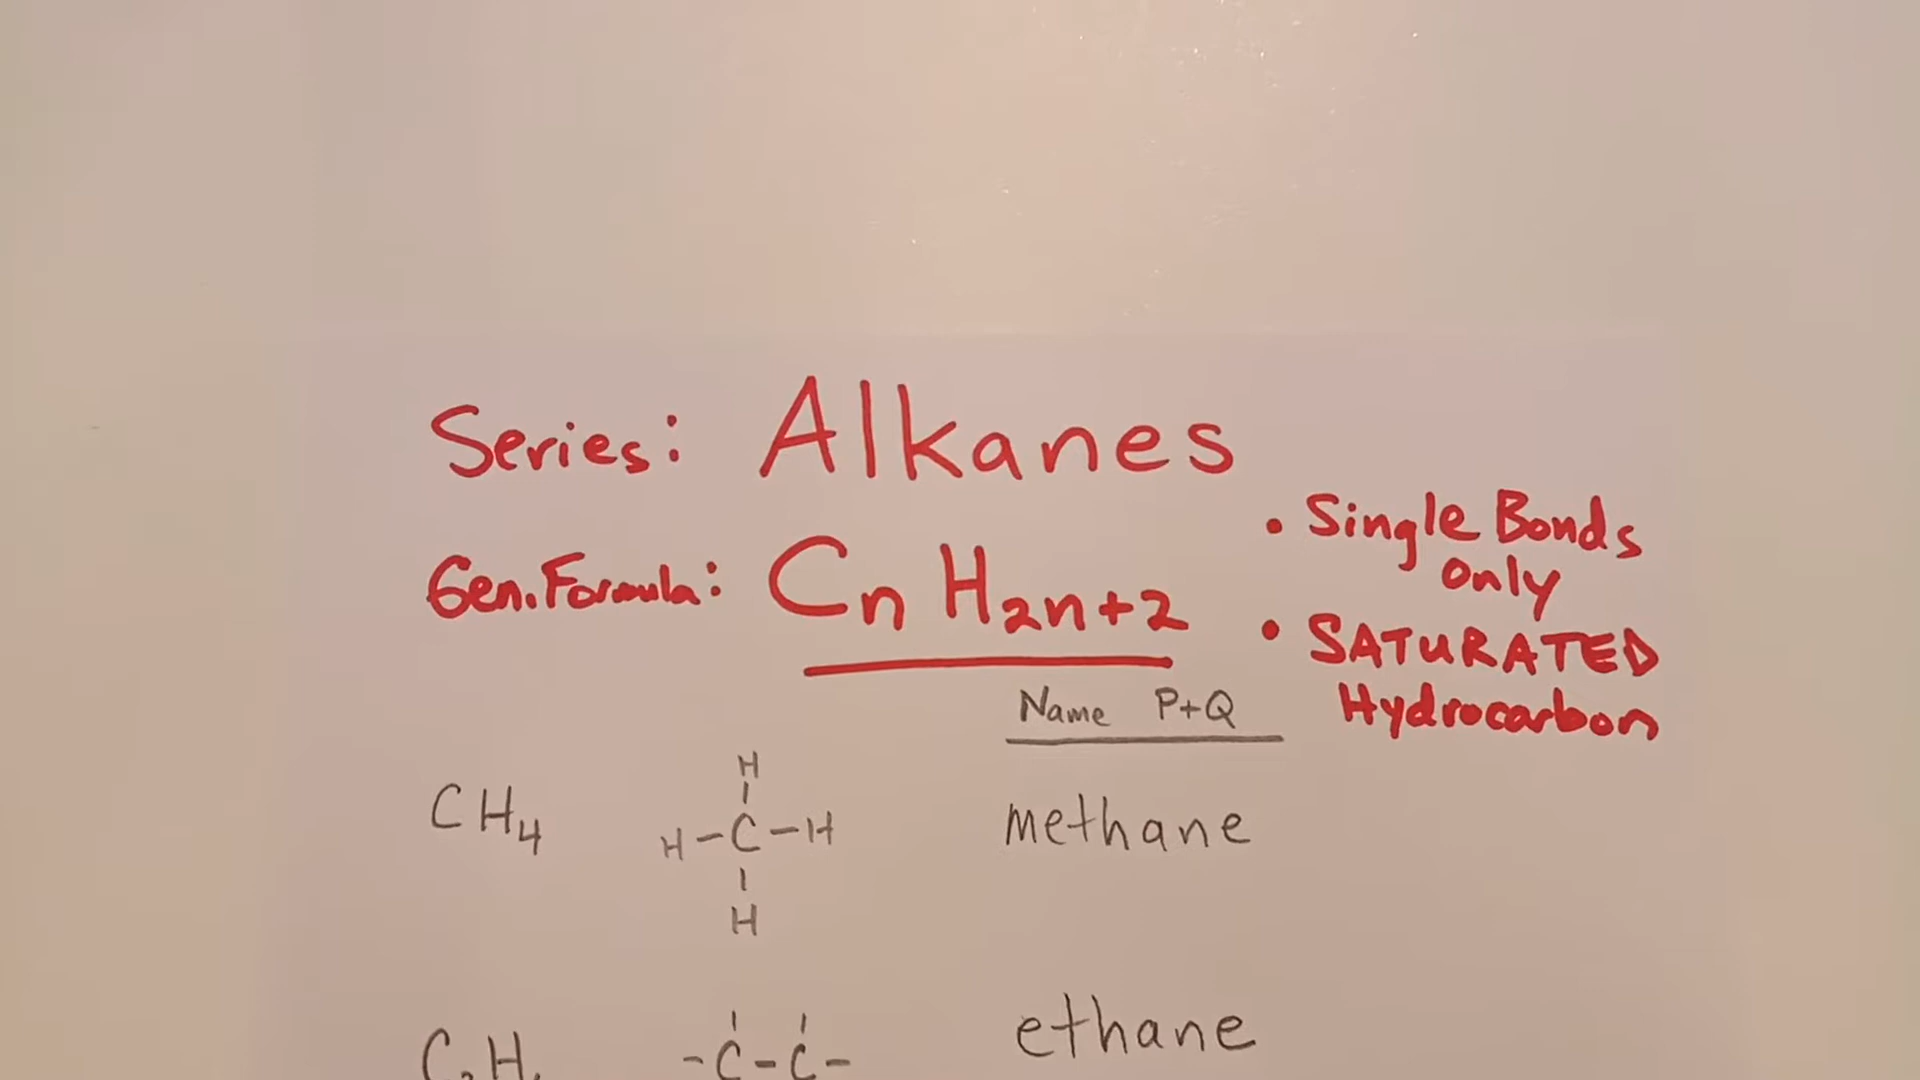 Series: Alkanes
Gen. Formula: CnH2n+2
• Single Bonds
only
• SATURATED
Hydrocarbon
Name P+Q
H
CH4 H-C-H methane
H
-C-C- ethane